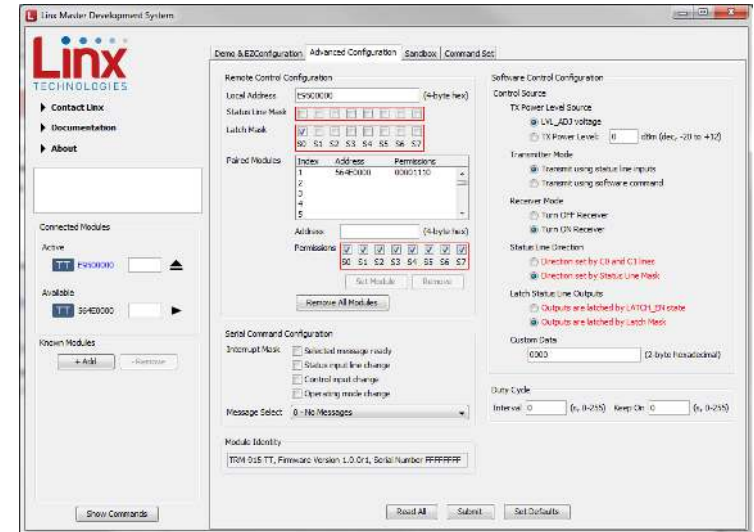 Linx Master Development System
Linx
TECHNOLOGIES
Contact Linx
Documentation
About
Connected Modules
Active
TT E9500000
Available
TT 564E0000
Known Modules
+ Add - Remove
Show Commands
Demo & EZConfiguration Advanced Configuration Sandbox Command Set
Remote Control Configuration
Local Address E9500000 (4-byte hex)
Status Line Mask
Latch Mask
S0 S1 S2 S3 S4 S5 S6 S7
Paired Modules Index Address Permissions
1 564E0000 00001110
2
3
4
5
Address (4-byte hex)
Permissions
S0 S1 S2 S3 S4 S5 S6 S7
Set Module Remove
Remove All Modules
Serial Command Configuration
Interrupt Mask Selected message ready
Status input line change
Control input change
Operating mode change
Message Select 0 - No Messages
Module Identity
TRM-915-TT, Firmware Version 1.0.0r1, Serial Number FFFFFFFF
Software Control Configuration
Control Source
TX Power Level Source
LVL_ADJ voltage
TX Power Level: 0 dBm (dec, -20 to +12)
Transmitter Mode
Transmit using status line inputs
Transmit using software command
Receiver Mode
Turn OFF Receiver
Turn ON Receiver
Status Line Direction
Direction set by C0 and C1 lines
Direction set by Status Line Mask
Latch Status Line Outputs
Outputs are latched by LATCH_EN state
Outputs are latched by Latch Mask
Custom Data
0000 (2-byte hexadecimal)
Duty Cycle
Interval 0 (s, 0-255) Keep On 0 (s, 0-255)
Read All Submit Set Defaults